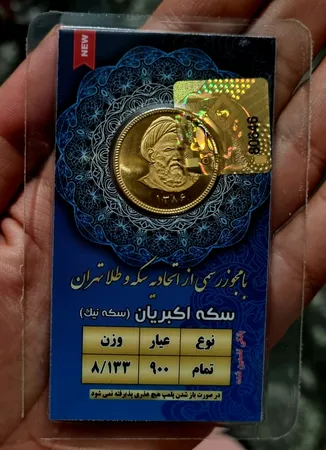 NEW
80646
۱۳۸۶
با مجوز رسمی از اتحادیه سکه و طلا تهران
سکه اکبریان (سکه نیک)
نوع عیار وزن
تمام ۹۰۰ ۸/۱۳۳
در صورت باز شدن پلمپ هیچ عذری پذیرفته نمی شود